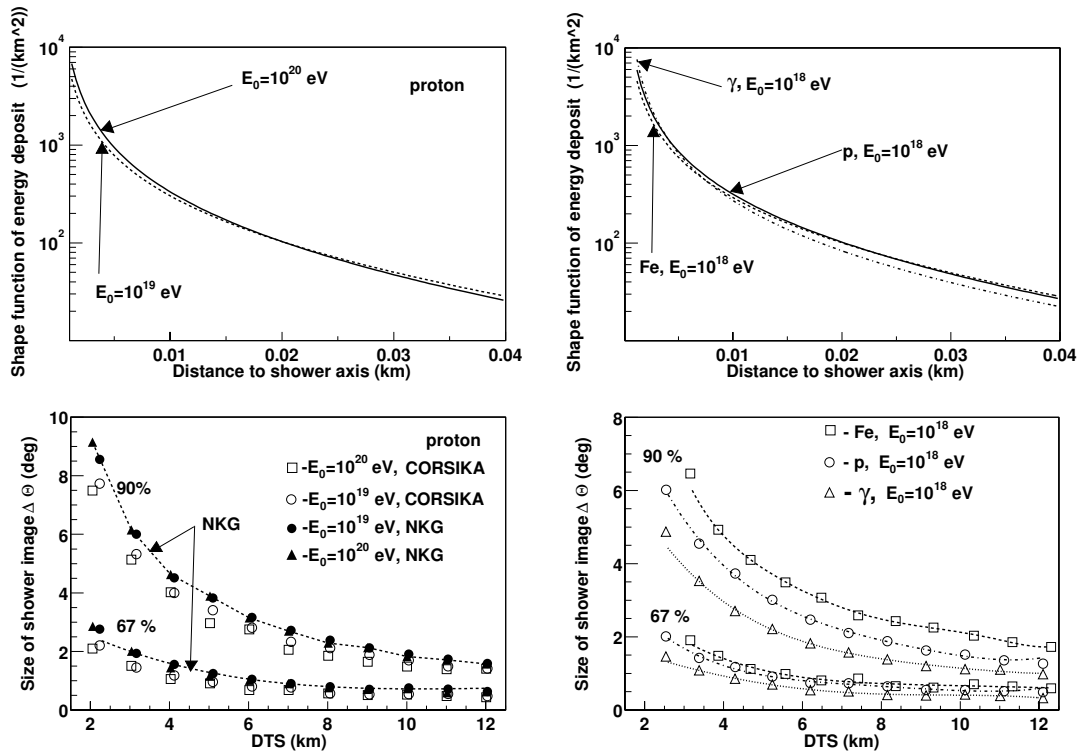 Shape function of energy deposit (1/(km^2))
10^4
10^3
10^2
E0=10^20 eV
proton
E0=10^19 eV
0.01 0.02 0.03 0.04
Distance to shower axis (km)
Shape function of energy deposit (1/(km^2))
10^4
10^3
10^2
γ, E0=10^18 eV
p, E0=10^18 eV
Fe, E0=10^18 eV
0.01 0.02 0.03 0.04
Distance to shower axis (km)
Size of shower image Δ Θ (deg)
10
8
6
4
2
0
proton
-E0=10^20 eV, CORSIKA
-E0=10^19 eV, CORSIKA
-E0=10^19 eV, NKG
-E0=10^20 eV, NKG
90%
NKG
67 %
2 4 6 8 10 12
DTS (km)
Size of shower image Δ Θ (deg)
8
6
4
2
0
- Fe, E0=10^18 eV
- p, E0=10^18 eV
- γ, E0=10^18 eV
90 %
67 %
2 4 6 8 10 12
DTS (km)